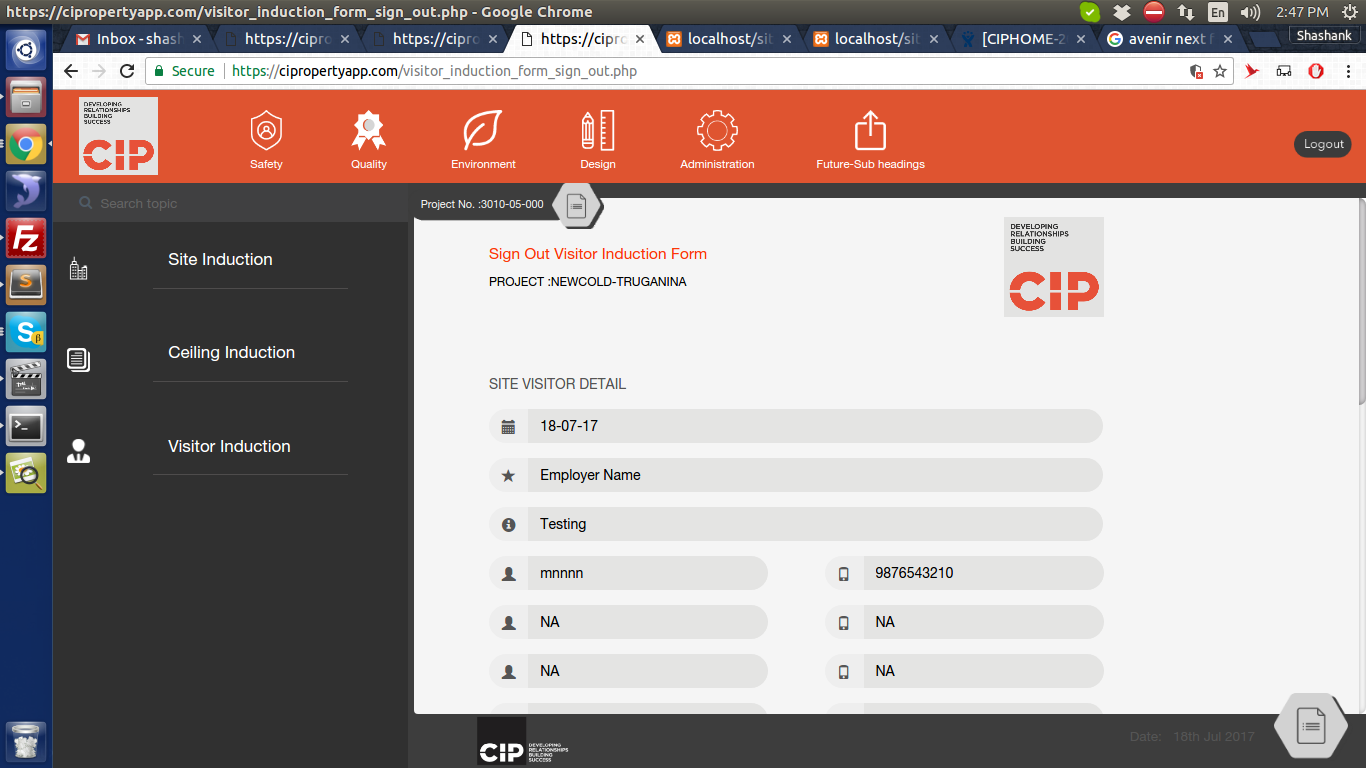 https://cipropertyapp.com/visitor_induction_form_sign_out.php - Google Chrome
En
2:47 PM
Inbox - shash
https://cipro
https://cipro
https://cipro
localhost/sit
localhost/sit
[CIPHOME-2
avenir next f
Shashank
Secure
https://cipropertyapp.com/visitor_induction_form_sign_out.php
DEVELOPING
RELATIONSHIPS
BUILDING
SUCCESS
CIP
Safety
Quality
Environment
Design
Administration
Future-Sub headings
Logout
Search topic
Site Induction
Ceiling Induction
Visitor Induction
Project No. :3010-05-000
Sign Out Visitor Induction Form
PROJECT :NEWCOLD-TRUGANINA
DEVELOPING
RELATIONSHIPS
BUILDING
SUCCESS
CIP
SITE VISITOR DETAIL
18-07-17
Employer Name
Testing
mnnnn
9876543210
NA
NA
NA
NA
CIP
DEVELOPING
RELATIONSHIPS
BUILDING
SUCCESS
Date: 18th Jul 2017